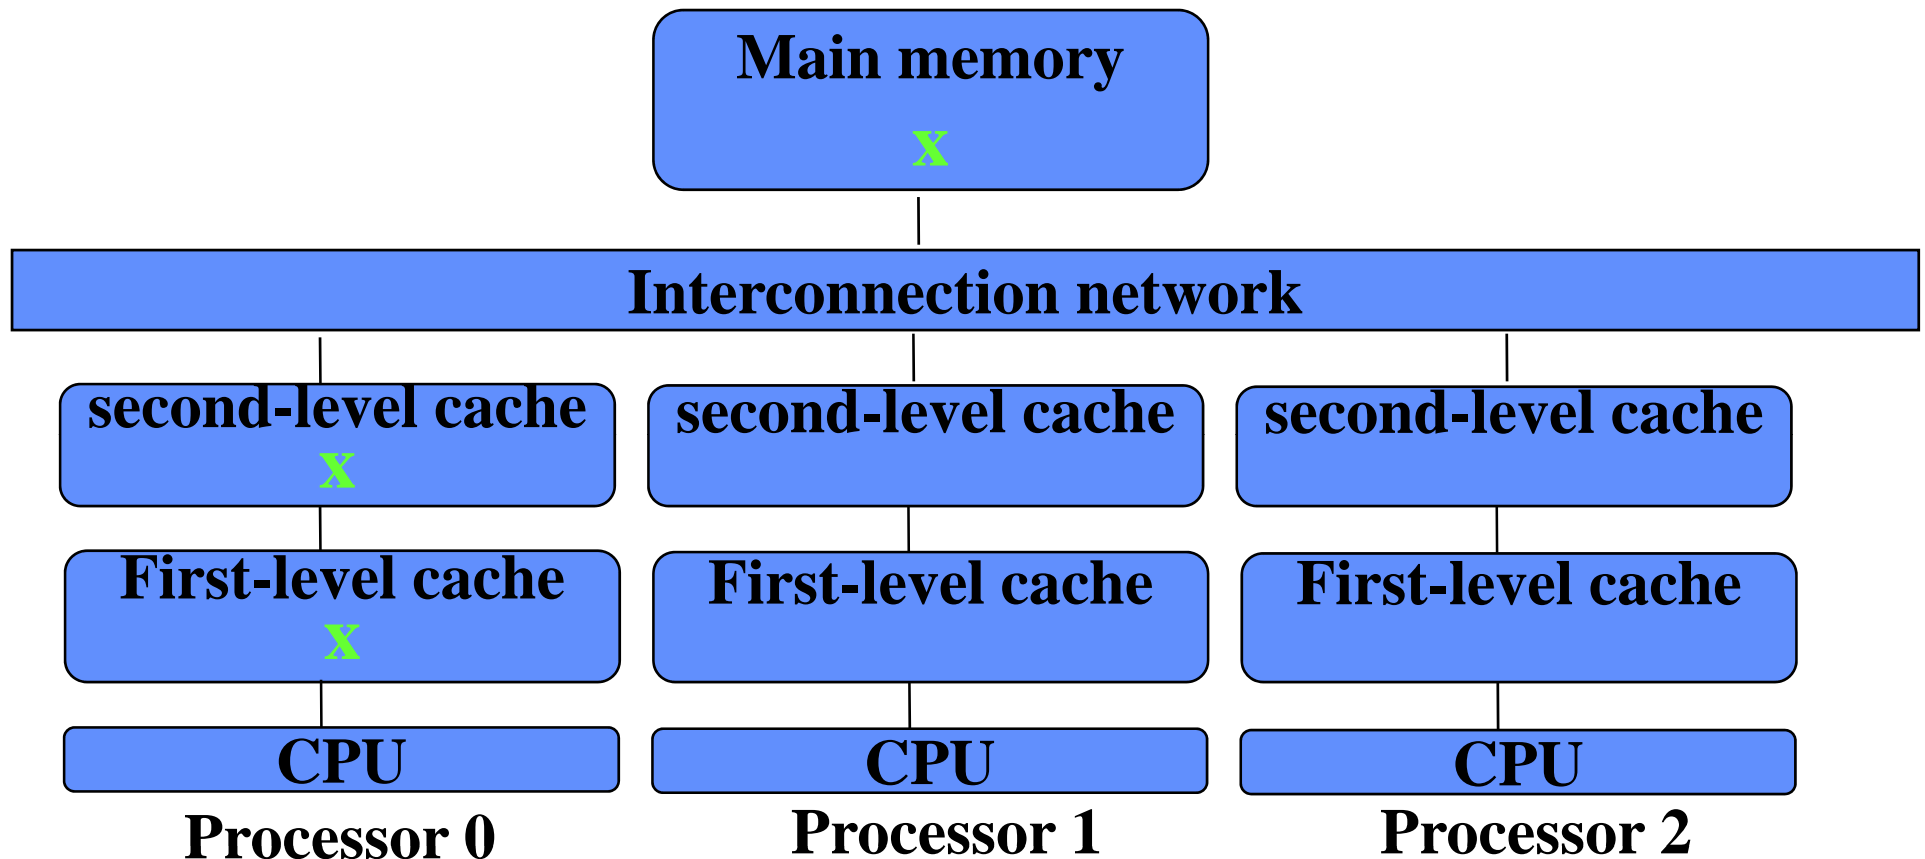 Main memory
x
Interconnection network
second-level cache second-level cache second-level cache
x
First-level cache First-level cache First-level cache
x
CPU CPU CPU
Processor 0 Processor 1 Processor 2